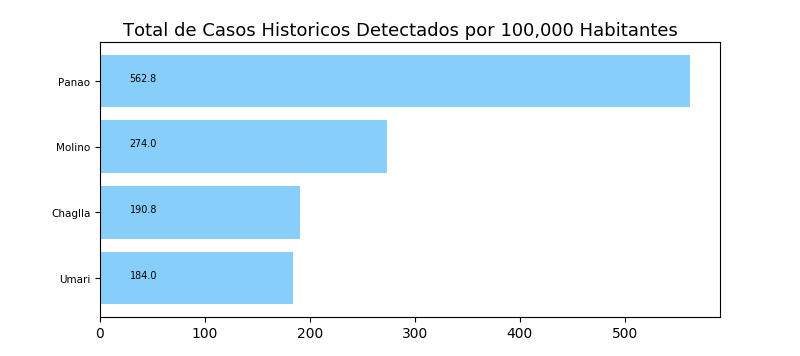 Total de Casos Historicos Detectados por 100,000 Habitantes
Panao 562.8
Molino 274.0
Chaglla 190.8
Umari 184.0
0 100 200 300 400 500